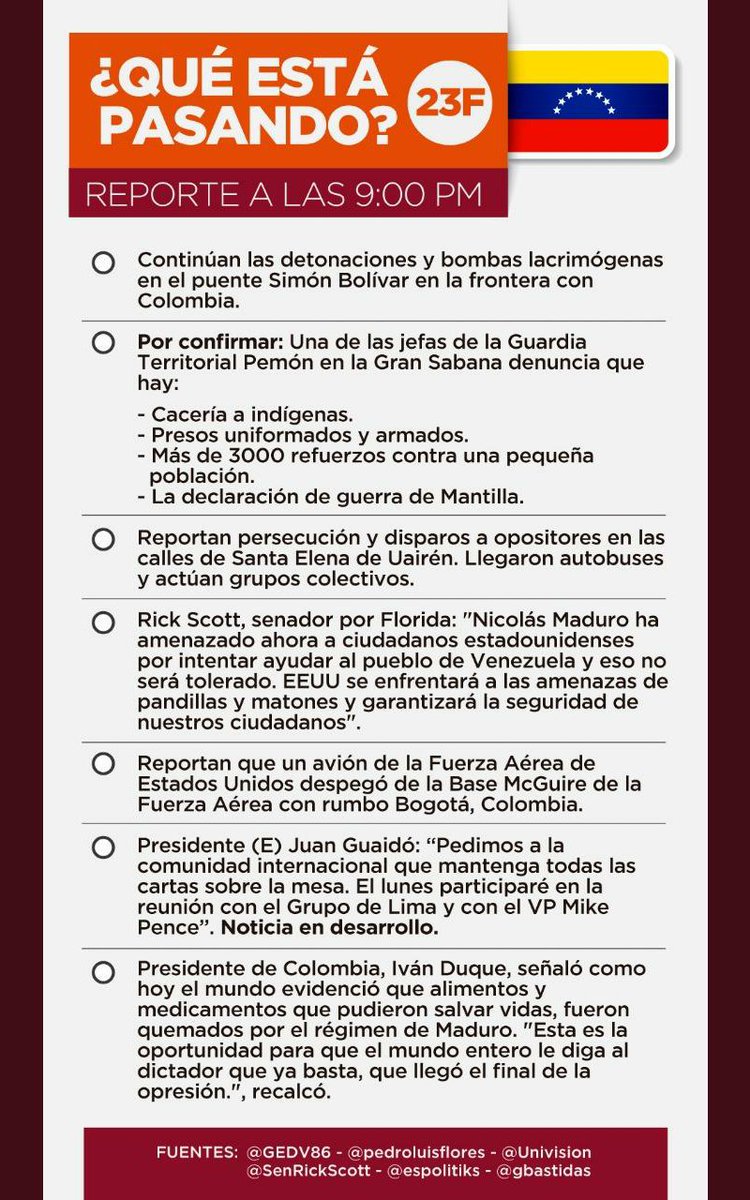 ¿QUÉ ESTÁ
PASANDO?
23F
REPORTE A LAS 9:00 PM
Continúan las detonaciones y bombas lacrimógenas
en el puente Simón Bolívar en la frontera con
Colombia.
Por confirmar: Una de las jefas de la Guardia
Territorial Pemón en la Gran Sabana denuncia que
hay:
- Cacería a indígenas.
- Presos uniformados y armados.
- Más de 3000 refuerzos contra una pequeña
población.
- La declaración de guerra de Mantilla.
Reportan persecución y disparos a opositores en las
calles de Santa Elena de Uairén. Llegaron autobuses
y actúan grupos colectivos.
Rick Scott, senador por Florida: "Nicolás Maduro ha
amenazado ahora a ciudadanos estadounidenses
por intentar ayudar al pueblo de Venezuela y eso no
será tolerado. EEUU se enfrentará a las amenazas de
pandillas y matones y garantizará la seguridad de
nuestros ciudadanos".
Reportan que un avión de la Fuerza Aérea de
Estados Unidos despegó de la Base McGuire de la
Fuerza Aérea con rumbo Bogotá, Colombia.
Presidente (E) Juan Guaidó: “Pedimos a la
comunidad internacional que mantenga todas las
cartas sobre la mesa. El lunes participaré en la
reunión con el Grupo de Lima y con el VP Mike
Pence”. Noticia en desarrollo.
Presidente de Colombia, Iván Duque, señaló como
hoy el mundo evidenció que alimentos y
medicamentos que pudieron salvar vidas, fueron
quemados por el régimen de Maduro. "Esta es la
oportunidad para que el mundo entero le diga al
dictador que ya basta, que llegó el final de la
opresión.", recalcó.
FUENTES: @GEDV86 - @pedroluisflores - @Univision
@SenRickScott - @espolitiks - @gbastidas